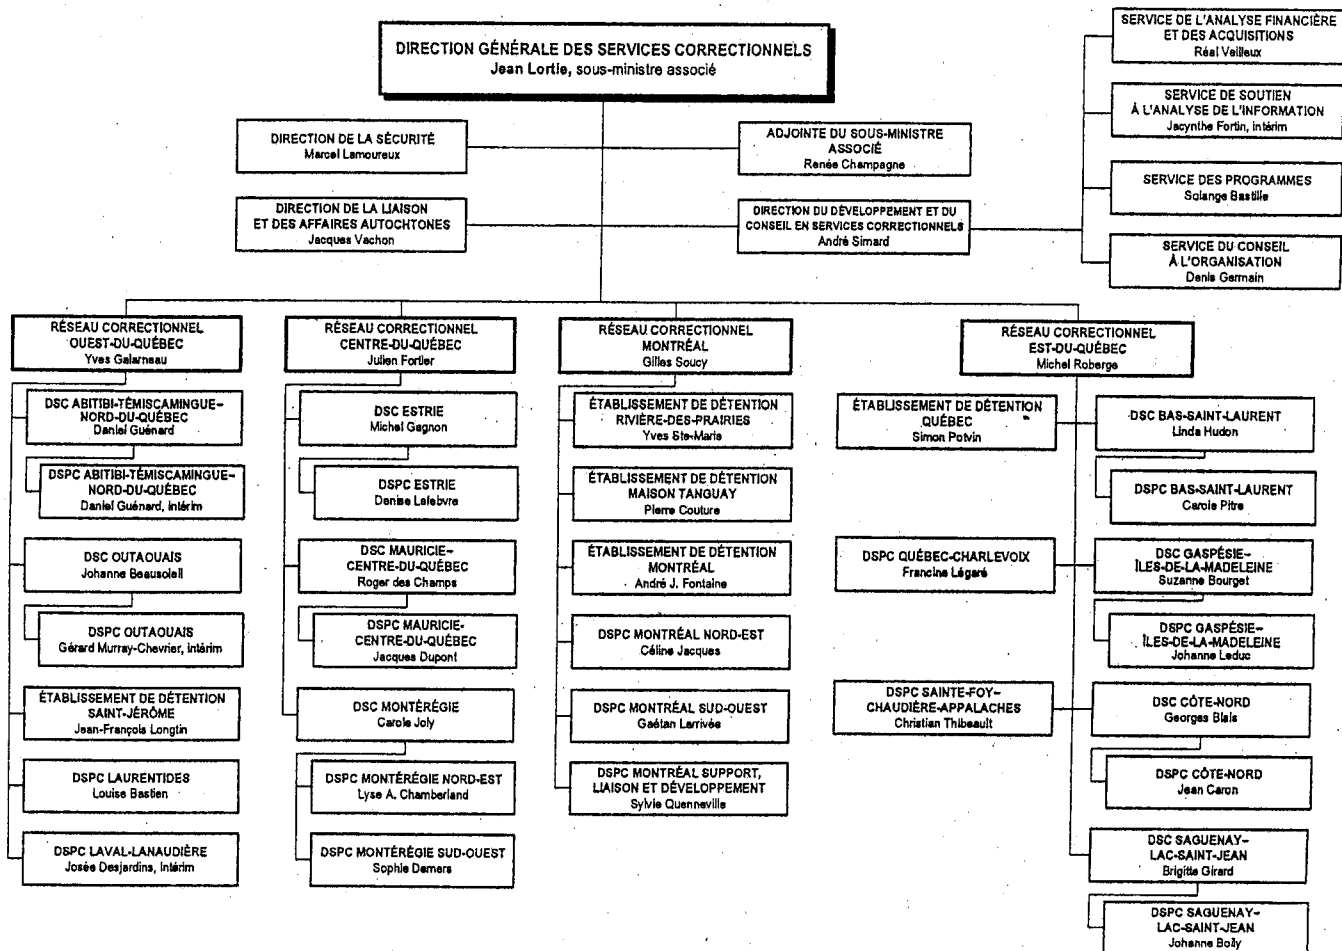 DIRECTION GÉNÉRALE DES SERVICES CORRECTIONNELS
Jean Lortie, sous-ministre associé
SERVICE DE L'ANALYSE FINANCIÈRE
ET DES ACQUISITIONS
Réal Veilleux
SERVICE DE SOUTIEN
À L'ANALYSE DE L'INFORMATION
Jacynthe Fortin, intérim
SERVICE DES PROGRAMMES
Solange Bastille
SERVICE DU CONSEIL
À L'ORGANISATION
Denis Germain
DIRECTION DE LA SÉCURITÉ
Marcel Lamoureux
ADJOINTE DU SOUS-MINISTRE
ASSOCIÉ
Renée Champagne
DIRECTION DE LA LIAISON
ET DES AFFAIRES AUTOCHTONES
Jacques Vachon
DIRECTION DU DÉVELOPPEMENT ET DU
CONSEIL EN SERVICES CORRECTIONNELS
André Simard
RÉSEAU CORRECTIONNEL
OUEST-DU-QUÉBEC
Yves Galarneau
DSC ABITIBI-TÉMISCAMINGUE–
NORD-DU-QUÉBEC
Daniel Guénard
DSPC ABITIBI-TÉMISCAMINGUE–
NORD-DU-QUÉBEC
Daniel Guénard, intérim
DSC OUTAOUAIS
Johanne Beausoleil
DSPC OUTAOUAIS
Gérard Murray-Chevrier, intérim
ÉTABLISSEMENT DE DÉTENTION
SAINT-JÉRÔME
Jean-François Longtin
DSPC LAURENTIDES
Louise Bastien
DSPC LAVAL-LANAUDIÈRE
Josée Desjardins, intérim
RÉSEAU CORRECTIONNEL
CENTRE-DU-QUÉBEC
Julien Fortier
DSC ESTRIE
Michel Gagnon
DSPC ESTRIE
Denise Lefebvre
DSC MAURICIE–
CENTRE-DU-QUÉBEC
Roger des Champs
DSPC MAURICIE-
CENTRE-DU-QUÉBEC
Jacques Dupont
DSC MONTÉRÉGIE
Carole Joly
DSPC MONTÉRÉGIE NORD-EST
Lyse A. Chamberland
DSPC MONTÉRÉGIE SUD-OUEST
Sophie Demers
RÉSEAU CORRECTIONNEL
MONTRÉAL
Gilles Soucy
ÉTABLISSEMENT DE DÉTENTION
RIVIÈRE-DES-PRAIRIES
Yves Ste-Marie
ÉTABLISSEMENT DE DÉTENTION
MAISON TANGUAY
Pierre Couture
ÉTABLISSEMENT DE DÉTENTION
MONTRÉAL
André J. Fontaine
DSPC MONTRÉAL NORD-EST
Céline Jacques
DSPC MONTRÉAL SUD-OUEST
Gaétan Larrivée
DSPC MONTRÉAL SUPPORT,
LIAISON ET DÉVELOPPEMENT
Sylvie Quenneville
RÉSEAU CORRECTIONNEL
EST-DU-QUÉBEC
Michel Roberge
ÉTABLISSEMENT DE DÉTENTION
QUÉBEC
Simon Potvin
DSPC QUÉBEC-CHARLEVOIX
Francine Légaré
DSPC SAINTE-FOY–
CHAUDIÈRE-APPALACHES
Christian Thibeault
DSC BAS-SAINT-LAURENT
Linda Hudon
DSPC BAS-SAINT-LAURENT
Carole Pitre
DSC GASPÉSIE–
ÎLES-DE-LA-MADELEINE
Suzanne Bourget
DSPC GASPÉSIE–
ÎLES-DE-LA-MADELEINE
Johanne Leduc
DSC CÔTE-NORD
Georges Blais
DSPC CÔTE-NORD
Jean Caron
DSC SAGUENAY–
LAC-SAINT-JEAN
Brigitte Girard
DSPC SAGUENAY–
LAC-SAINT-JEAN
Johanne Boily